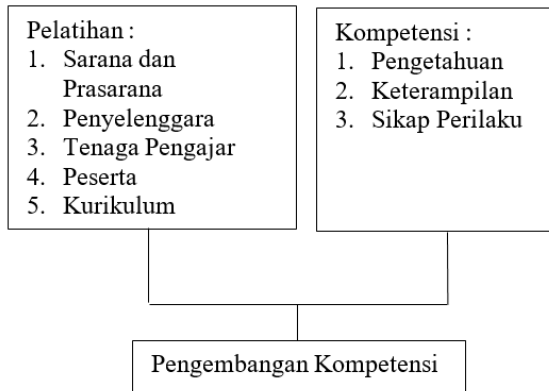 Pelatihan :
1. Sarana dan
Prasarana
2. Penyelenggara
3. Tenaga Pengajar
4. Peserta
5. Kurikulum
Kompetensi :
1. Pengetahuan
2. Keterampilan
3. Sikap Perilaku
Pengembangan Kompetensi